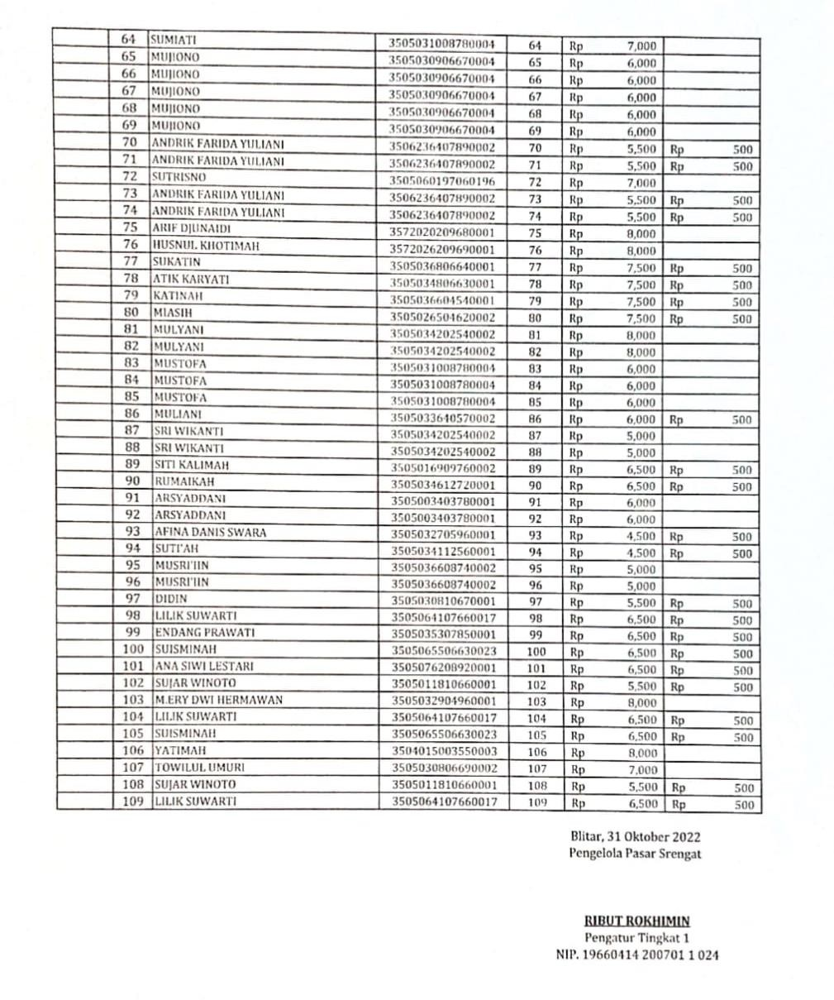 64 SUMIATI 3505031008780004 64 Rp 7,000
65 MUJIONO 3505030906670004 65 Rp 6,000
66 MUJIONO 3505030906670004 66 Rp 6,000
67 MUJIONO 3505030906670004 67 Rp 6,000
68 MUJIONO 3505030906670004 68 Rp 6,000
69 MUJIONO 3505030906670004 69 Rp 6,000
70 ANDRIK FARIDA YULIANI 3506236407890002 70 Rp 5,500 Rp 500
71 ANDRIK FARIDA YULIANI 3506236407890002 71 Rp 5,500 Rp 500
72 SUTRISNO 3505060197060196 72 Rp 7,000
73 ANDRIK FARIDA YULIANI 3506236407890002 73 Rp 5,500 Rp 500
74 ANDRIK FARIDA YULIANI 3506236407890002 74 Rp 5,500 Rp 500
75 ARIF DJUNAIDI 3572020209680001 75 Rp 8,000
76 HUSNUL KHOTIMAH 3572026209690001 76 Rp 8,000
77 SUKATIN 3505036806640001 77 Rp 7,500 Rp 500
78 ATIK KARYATI 3505034806630001 78 Rp 7,500 Rp 500
79 KATINAH 3505036604540001 79 Rp 7,500 Rp 500
80 MIASIH 3505026504620002 80 Rp 7,500 Rp 500
81 MULYANI 3505034202540002 81 Rp 8,000
82 MULYANI 3505034202540002 82 Rp 8,000
83 MUSTOFA 3505031008780004 83 Rp 6,000
84 MUSTOFA 3505031008780004 84 Rp 6,000
85 MUSTOFA 3505031008780004 85 Rp 6,000
86 MULIANI 3505033640570002 86 Rp 6,000 Rp 500
87 SRI WIKANTI 3505034202540002 87 Rp 5,000
88 SRI WIKANTI 3505034202540002 88 Rp 5,000
89 SITI KALIMAH 3505016909760002 89 Rp 6,500 Rp 500
90 RUMAIKAH 3505034612720001 90 Rp 6,500 Rp 500
91 ARSYADDANI 3505003403780001 91 Rp 6,000
92 ARSYADDANI 3505003403780001 92 Rp 6,000
93 AFINA DANIS SWARA 3505032705960001 93 Rp 4,500 Rp 500
94 SUTI'AH 3505034112560001 94 Rp 4,500 Rp 500
95 MUSRI'IIN 3505036608740002 95 Rp 5,000
96 MUSRI'IIN 3505036608740002 96 Rp 5,000
97 DIDIN 3505030810670001 97 Rp 5,500 Rp 500
98 LILIK SUWARTI 3505064107660017 98 Rp 6,500 Rp 500
99 ENDANG PRAWATI 3505035307850001 99 Rp 6,500 Rp 500
100 SUISMINAH 3505065506630023 100 Rp 6,500 Rp 500
101 ANA SIWI LESTARI 3505076208920001 101 Rp 6,500 Rp 500
102 SUJAR WINOTO 3505011810660001 102 Rp 5,500 Rp 500
103 M.ERY DWI HERMAWAN 3505032904960001 103 Rp 8,000
104 LILIK SUWARTI 3505064107660017 104 Rp 6,500 Rp 500
105 SUISMINAH 3505065506630023 105 Rp 6,500 Rp 500
106 YATIMAH 3504015003550003 106 Rp 8,000
107 TOWILUL UMURI 3505030806690002 107 Rp 7,000
108 SUJAR WINOTO 3505011810660001 108 Rp 5,500 Rp 500
109 LILIK SUWARTI 3505064107660017 109 Rp 6,500 Rp 500
Blitar, 31 Oktober 2022
Pengelola Pasar Srengat
RIBUT ROKHIMIN
Pengatur Tingkat 1
NIP. 19660414 200701 1 024